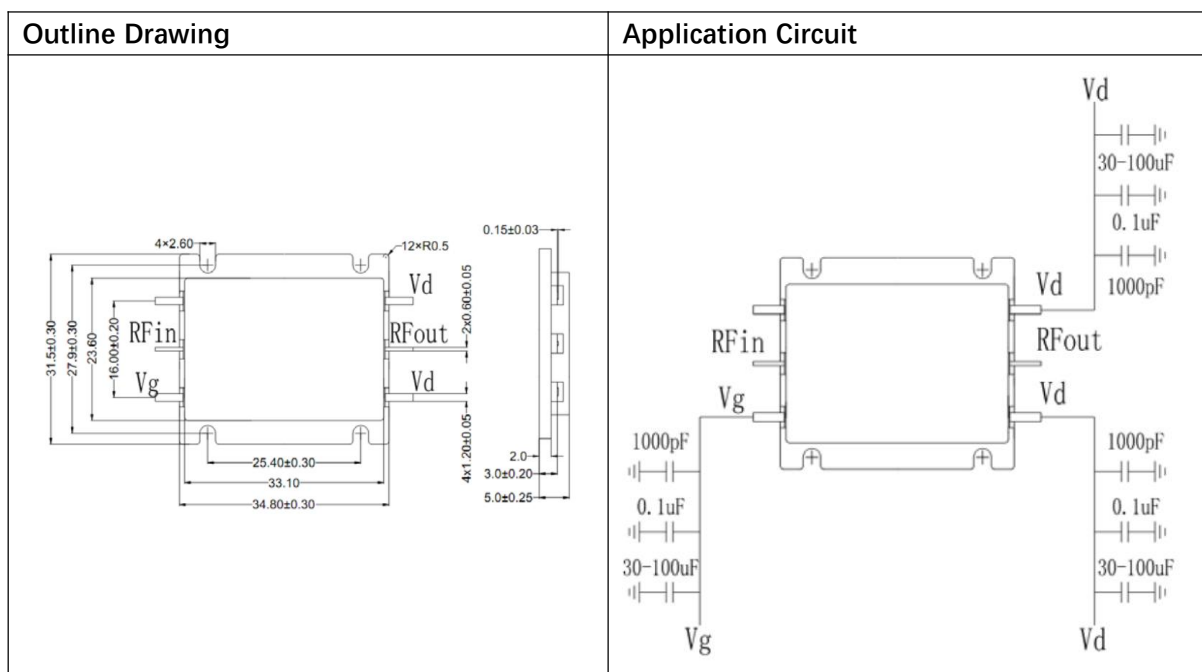 Outline Drawing
Application Circuit
4×2.60
12×R0.5
0.15±0.03
31.5±0.30
27.9±0.30
23.60
16.00±0.20
RFin
Vg
Vd
RFout
Vd
2x0.60±0.05
4x1.20±0.05
25.40±0.30
33.10
34.80±0.30
2.0
3.0±0.20
5.0±0.25
Vd
30-100uF
0.1uF
1000pF
Vd
RFin
RFout
Vg
Vd
1000pF
0.1uF
30-100uF
Vg
1000pF
0.1uF
30-100uF
Vd